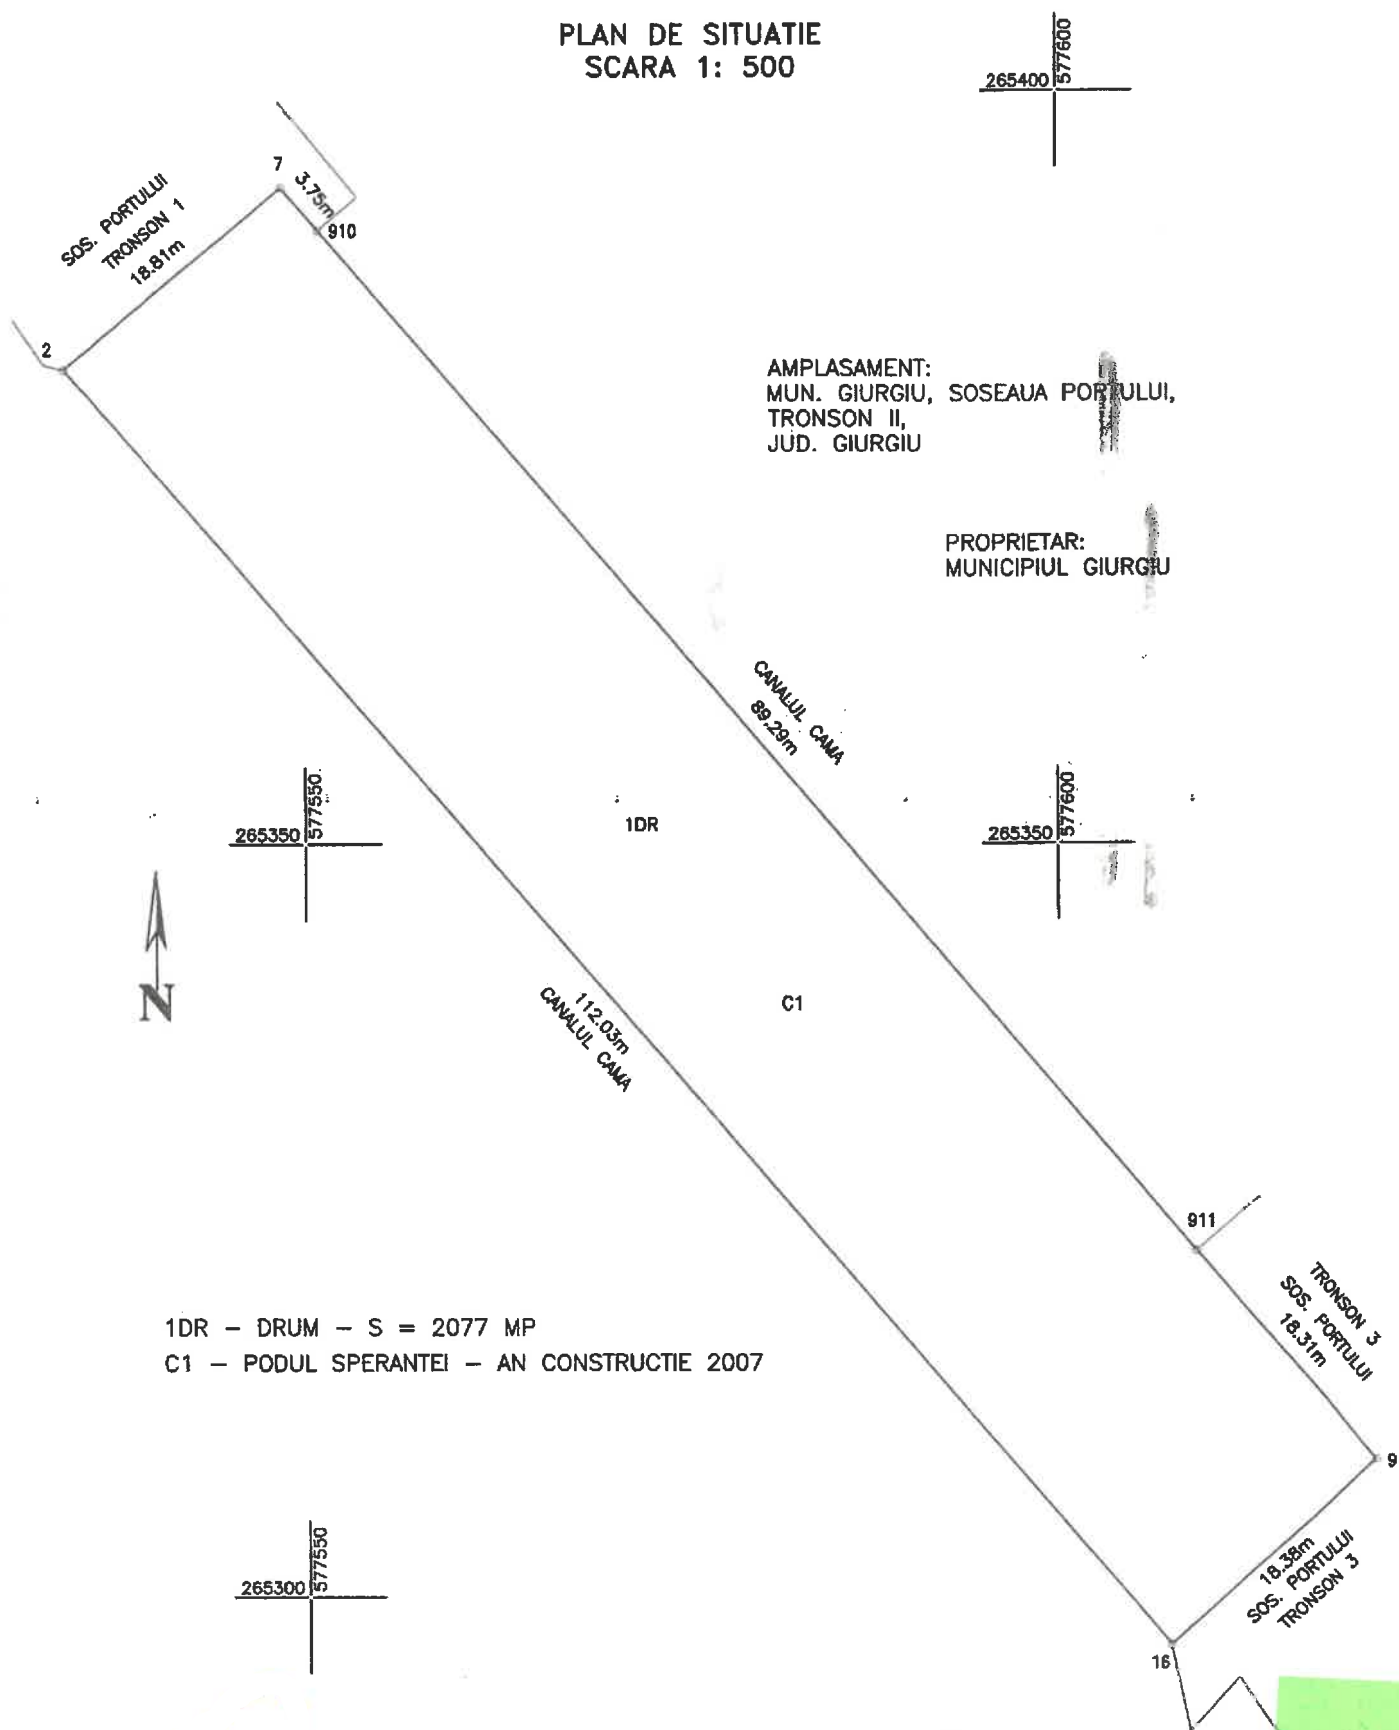 PLAN DE SITUATIE
SCARA 1: 500
265400
577600
7
3.75m
910
SOS. PORTULUI
TRONSON 1
18.81m
2
AMPLASAMENT:
MUN. GIURGIU, SOSEAUA PORTULUI,
TRONSON II,
JUD. GIURGIU
PROPRIETAR:
MUNICIPIUL GIURGIU
CANALUL CAMA
89.29m
265350
577550
1DR
265350
577600
N
C1
112.03m
CANALUL CAMA
911
TRONSON 3
SOS. PORTULUI
18.31m
1DR – DRUM – S = 2077 MP
C1 – PODUL SPERANTEI – AN CONSTRUCTIE 2007
9
18.38m
SOS. PORTULUI
TRONSON 3
265300
577550
16